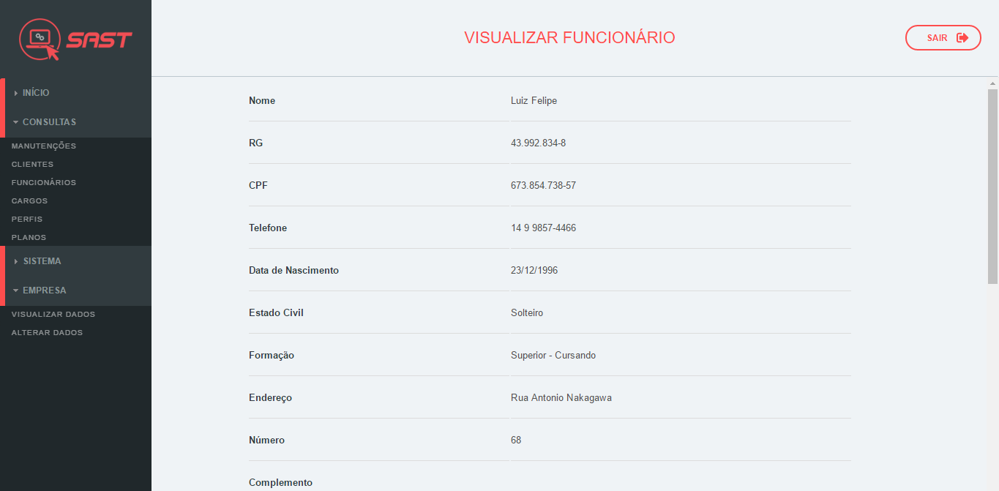 SAST
VISUALIZAR FUNCIONÁRIO
SAIR
INÍCIO
CONSULTAS
MANUTENÇÕES
CLIENTES
FUNCIONÁRIOS
CARGOS
PERFIS
PLANOS
SISTEMA
EMPRESA
VISUALIZAR DADOS
ALTERAR DADOS
Nome Luiz Felipe
RG 43.992.834-8
CPF 673.854.738-57
Telefone 14 9 9857-4466
Data de Nascimento 23/12/1996
Estado Civil Solteiro
Formação Superior - Cursando
Endereço Rua Antonio Nakagawa
Número 68
Complemento